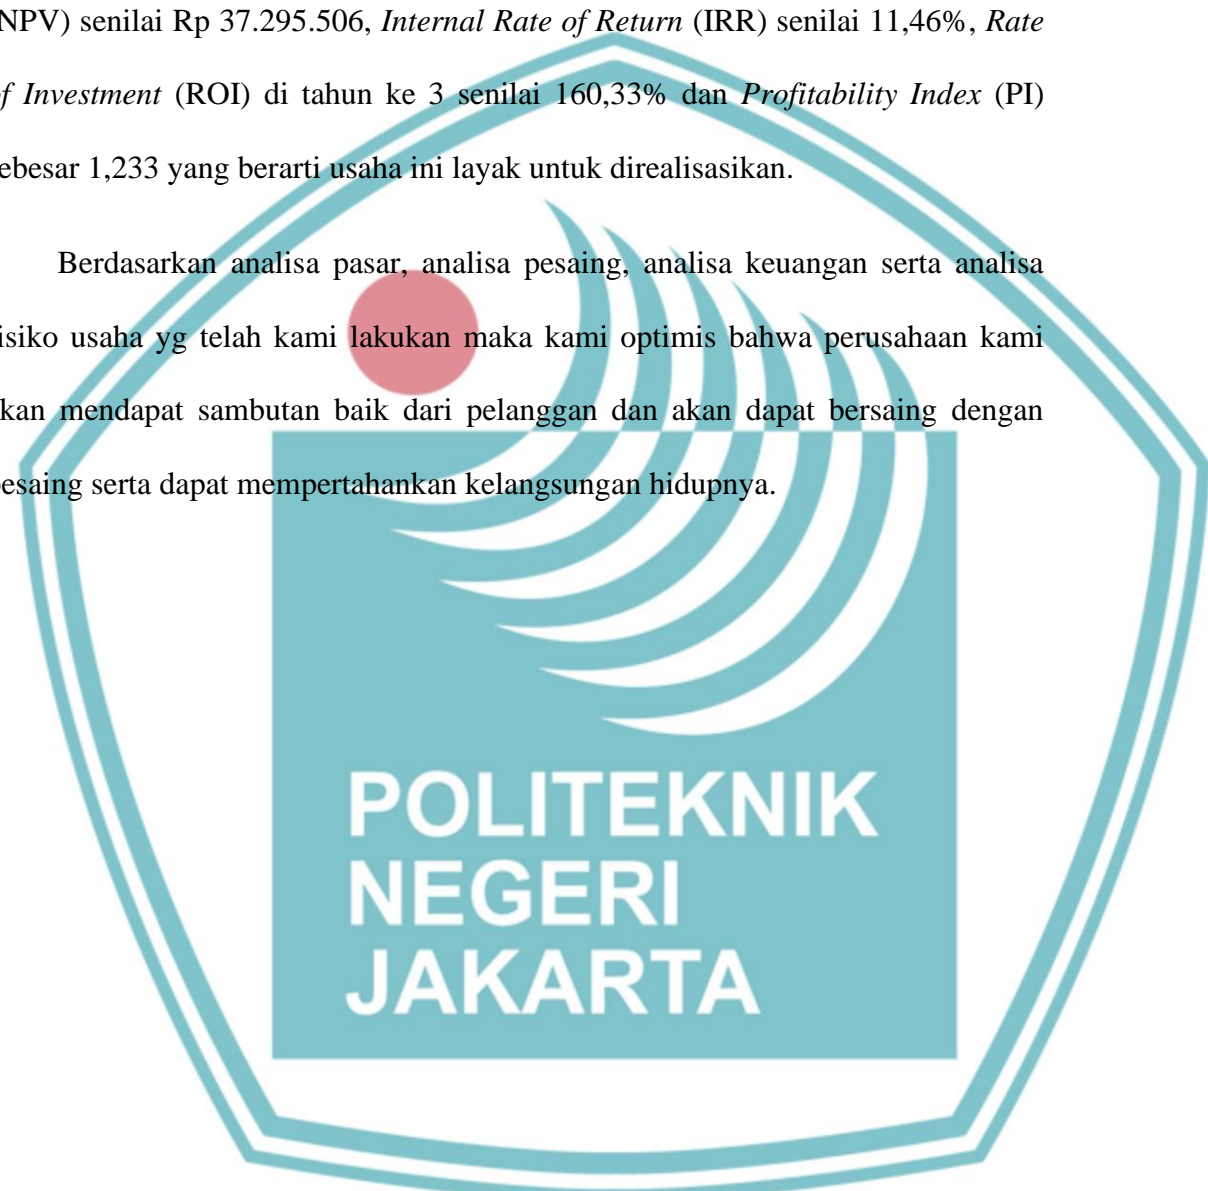 NPV) senilai Rp 37.295.506, Internal Rate of Return (IRR) senilai 11,46%, Rate
of Investment (ROI) di tahun ke 3 senilai 160,33% dan Profitability Index (PI)
ebesar 1,233 yang berarti usaha ini layak untuk direalisasikan.
Berdasarkan analisa pasar, analisa pesaing, analisa keuangan serta analisa
isiko usaha yg telah kami lakukan maka kami optimis bahwa perusahaan kami
kan mendapat sambutan baik dari pelanggan dan akan dapat bersaing dengan
pesaing serta dapat mempertahankan kelangsungan hidupnya.
POLITEKNIK
NEGERI
JAKARTA